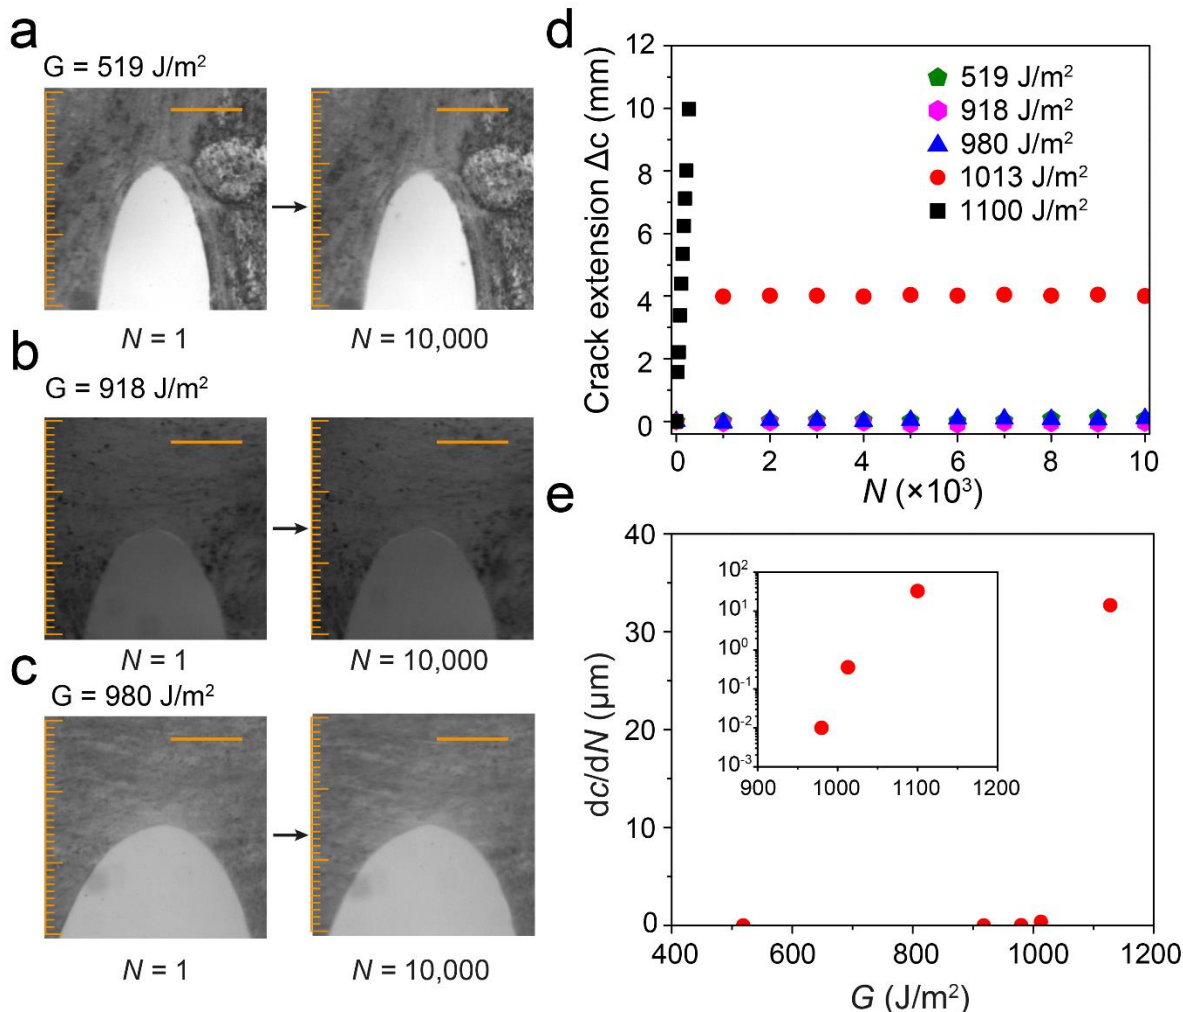 a
G = 519 J/m²
N = 1
N = 10,000
b
G = 918 J/m²
N = 1
N = 10,000
c
G = 980 J/m²
N = 1
N = 10,000
d
Crack extension Δc (mm)
12
10
8
6
4
2
0
519 J/m²
918 J/m²
980 J/m²
1013 J/m²
1100 J/m²
0 2 4 6 8 10
N (×10³)
e
dc/dN (μm)
40
30
20
10
0
10²
10¹
10⁰
10⁻¹
10⁻²
10⁻³
900 1000 1100 1200
400 600 800 1000 1200
G (J/m²)